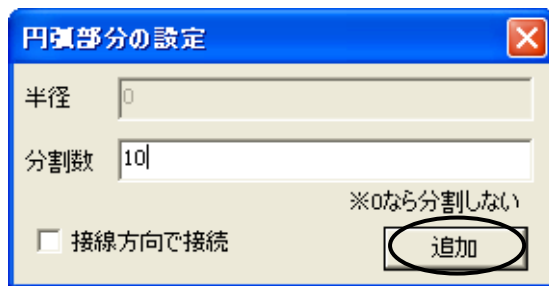 円弧部分の設定
半径 0
分割数 10
※0なら分割しない
接線方向で接続 追加